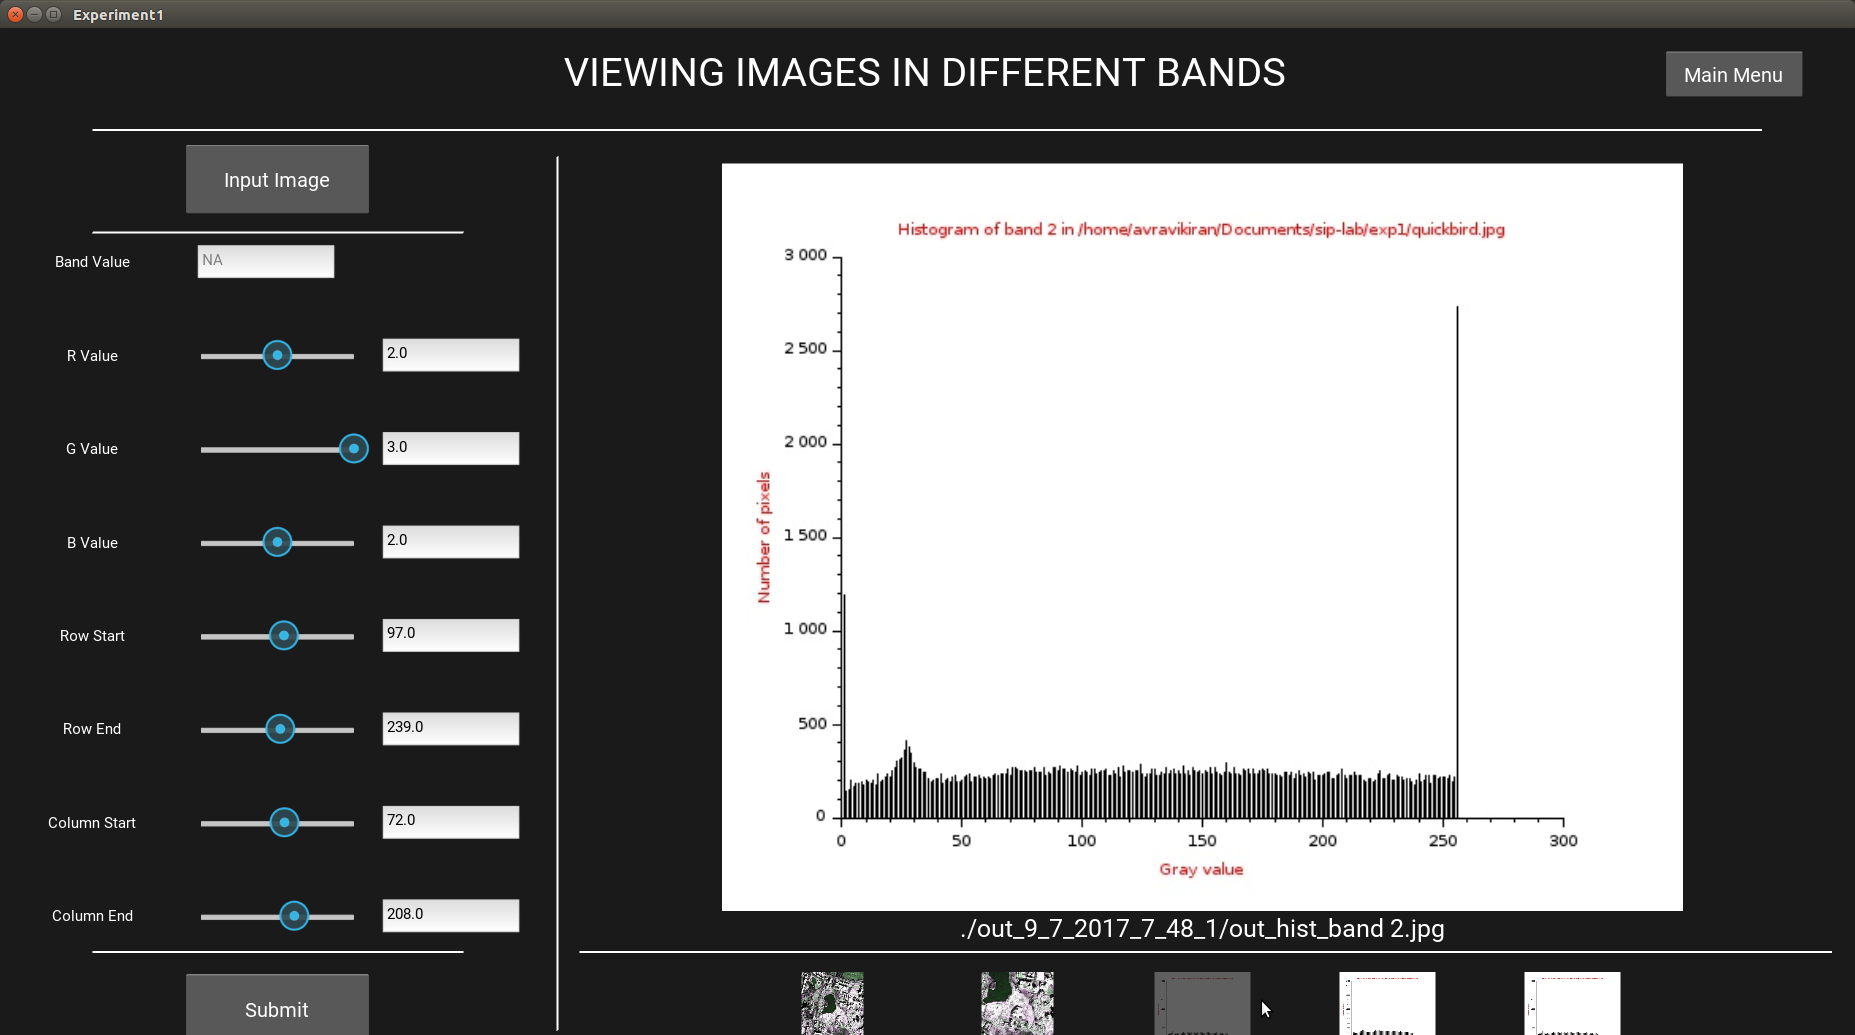 Experiment1
VIEWING IMAGES IN DIFFERENT BANDS
Main Menu
Input Image
Band Value
NA
R Value
2.0
G Value
3.0
B Value
2.0
Row Start
97.0
Row End
239.0
Column Start
72.0
Column End
208.0
Submit
Histogram of band 2 in /home/avravikiran/Documents/sip-lab/exp1/quickbird.jpg
3 000
2 500
2 000
1 500
1 000
500
0
Number of pixels
0 50 100 150 200 250 300
Gray value
./out_9_7_2017_7_48_1/out_hist_band 2.jpg